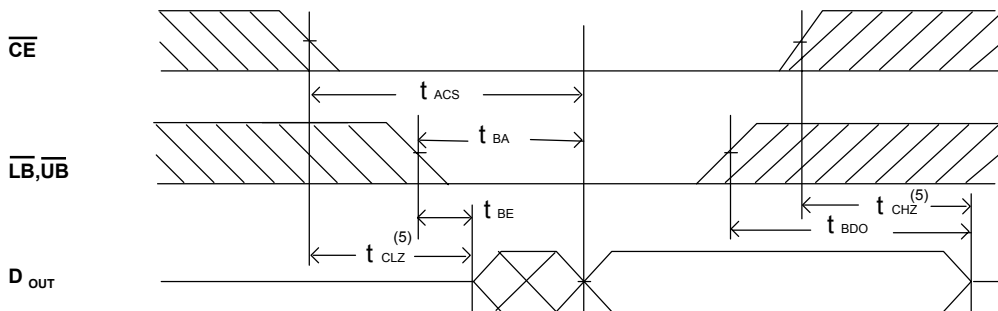 CE
t ACS
t BA
LB,UB
t BE
t CHZ (5)
t BDO
t CLZ (5)
D OUT